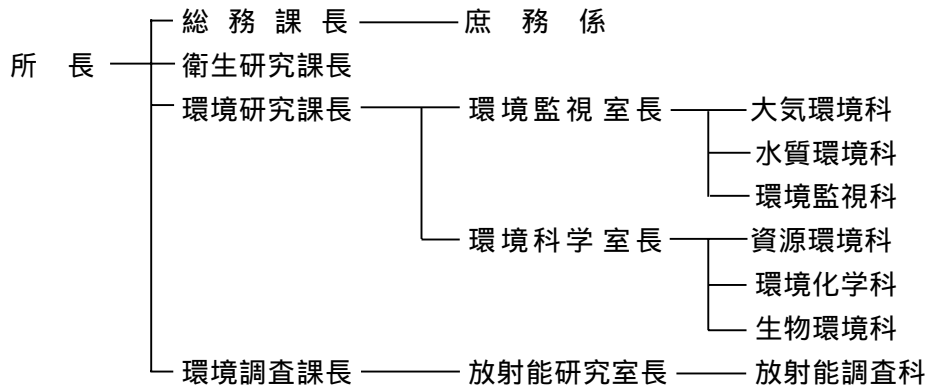 総務課長 庶務係
所長 衛生研究課長
環境研究課長 環境監視室長 大気環境科
水質環境科
環境監視科
環境科学室長 資源環境科
環境化学科
生物環境科
環境調査課長 放射能研究室長 放射能調査科